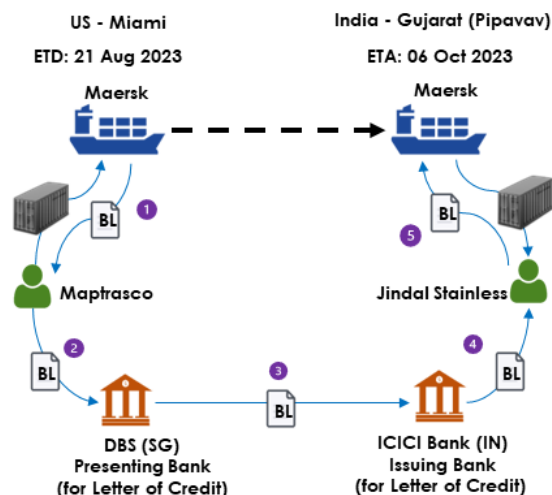 US - Miami
ETD: 21 Aug 2023
Maersk
India - Gujarat (Pipavav)
ETA: 06 Oct 2023
Maersk
BL
1
BL
5
Maptrasco
Jindal Stainless
BL
2
3
BL
4
BL
DBS (SG)
Presenting Bank
(for Letter of Credit)
ICICI Bank (IN)
Issuing Bank
(for Letter of Credit)